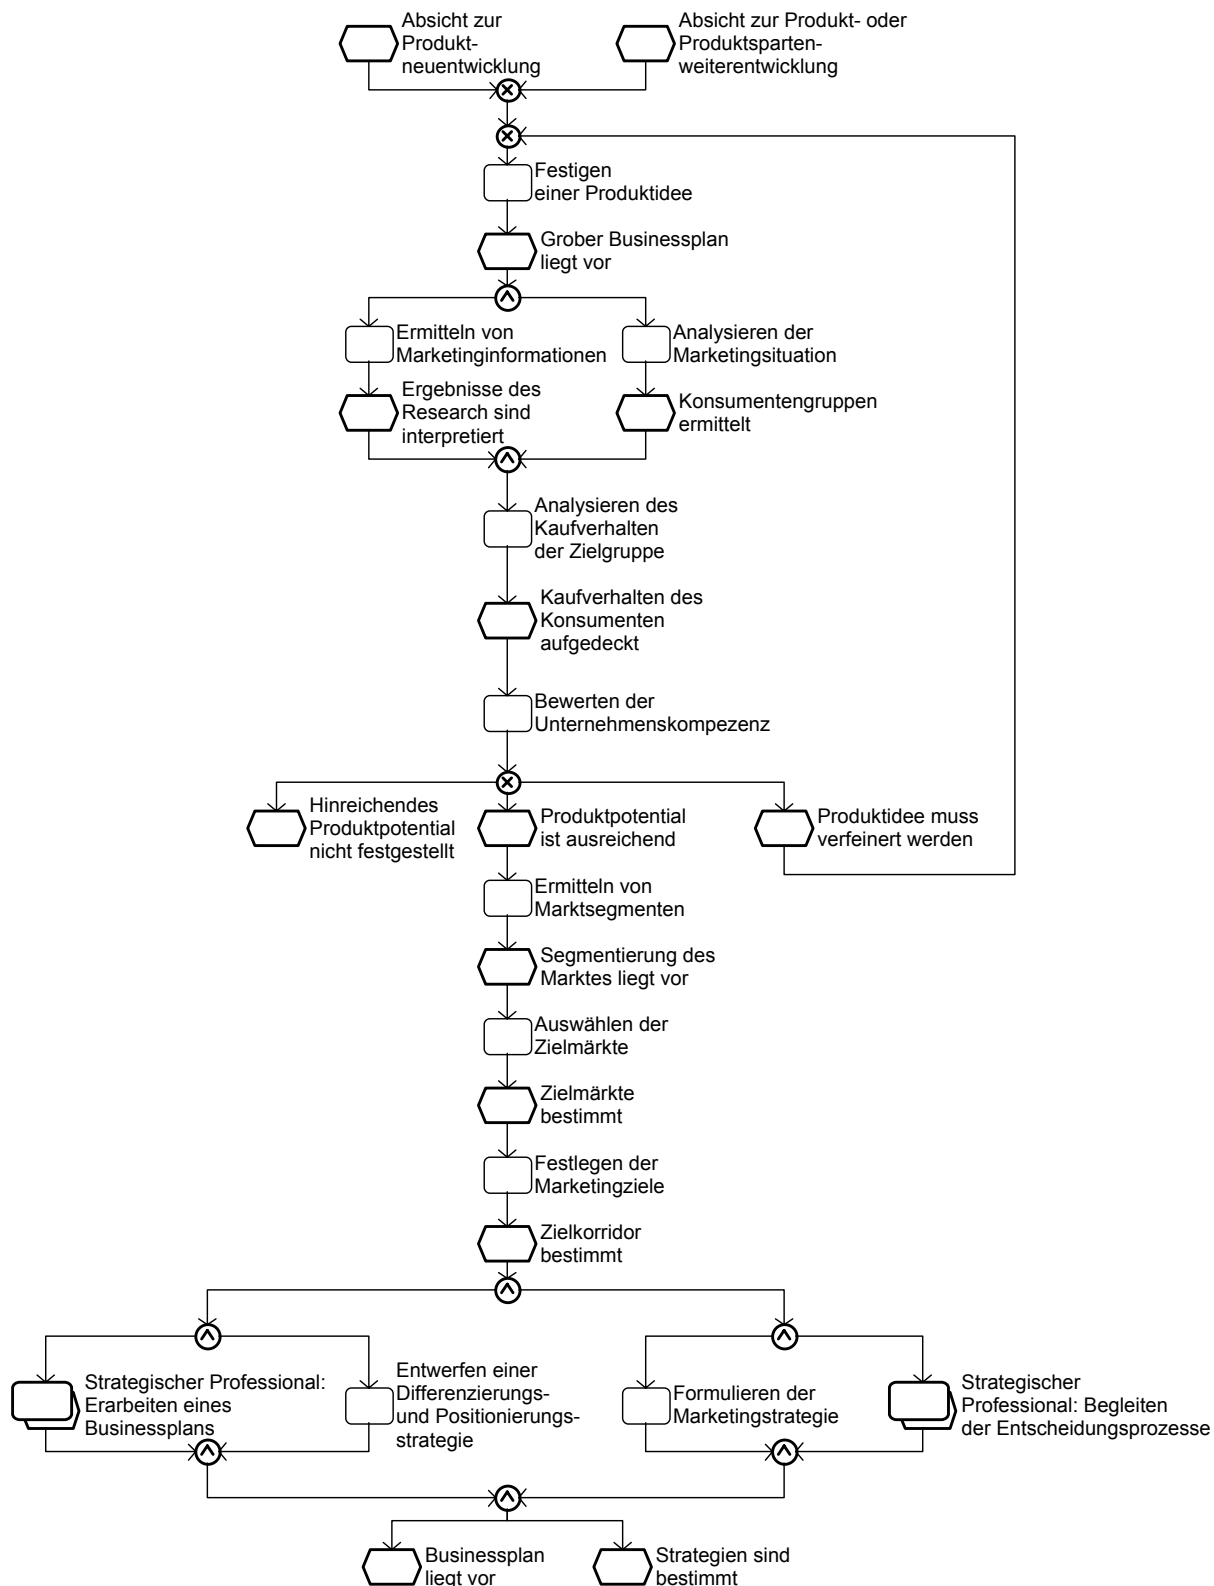 Absicht zur
Produkt-
neuentwicklung
Absicht zur Produkt- oder
Produktsparten-
weiterentwicklung
Festigen
einer Produktidee
Grober Businessplan
liegt vor
Ermitteln von
Marketinginformationen
Analysieren der
Marketingsituation
Ergebnisse des
Research sind
interpretiert
Konsumentengruppen
ermittelt
Analysieren des
Kaufverhalten
der Zielgruppe
Kaufverhalten des
Konsumenten
aufgedeckt
Bewerten der
Unternehmenskompezenz
Hinreichendes
Produktpotential
nicht festgestellt
Produktpotential
ist ausreichend
Produktidee muss
verfeinert werden
Ermitteln von
Marktsegmenten
Segmentierung des
Marktes liegt vor
Auswählen der
Zielmärkte
Zielmärkte
bestimmt
Festlegen der
Marketingziele
Zielkorridor
bestimmt
Strategischer Professional:
Erarbeiten eines
Businessplans
Entwerfen einer
Differenzierungs-
und Positionierungs-
strategie
Formulieren der
Marketingstrategie
Strategischer
Professional: Begleiten
der Entscheidungsprozesse
Businessplan
liegt vor
Strategien sind
bestimmt